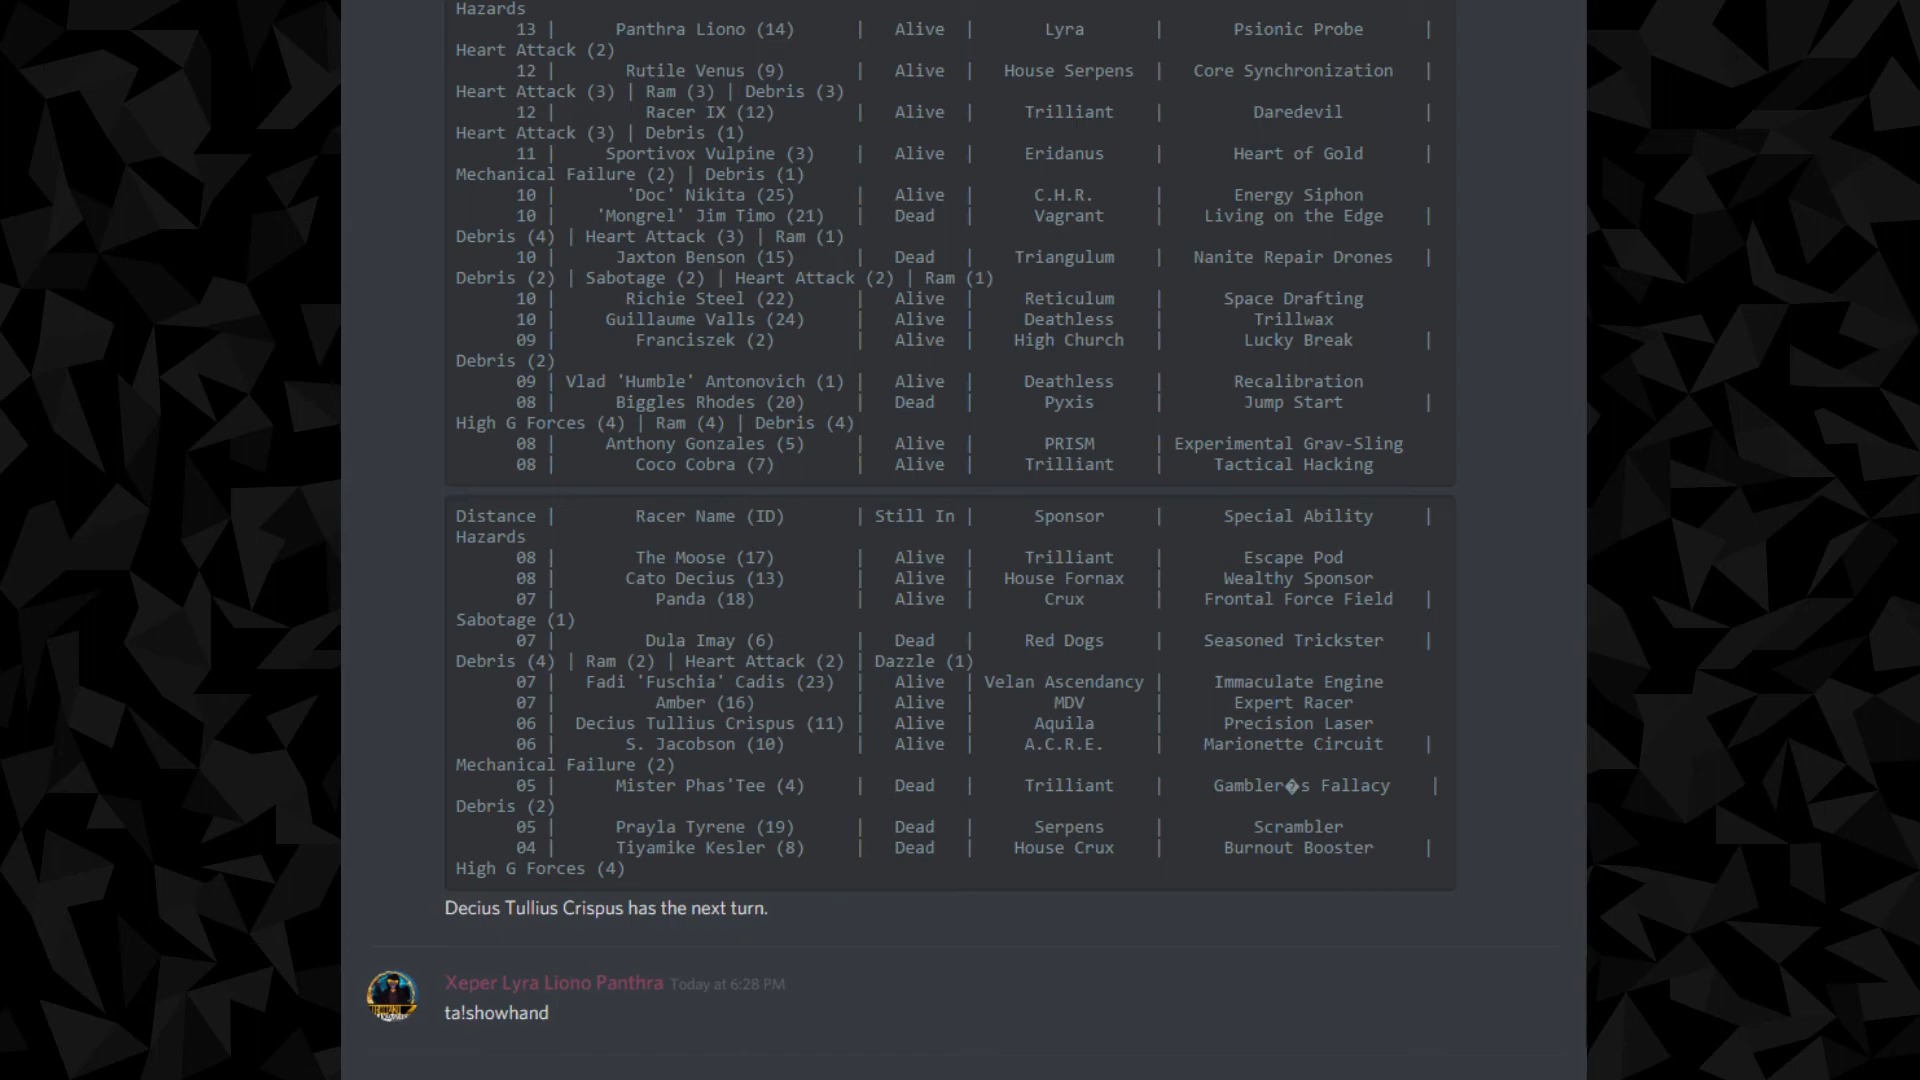 Hazards
13 | Panthra Liono (14) | Alive | Lyra | Psionic Probe |
Heart Attack (2)
12 | Rutile Venus (9) | Alive | House Serpens | Core Synchronization |
Heart Attack (3) | Ram (3) | Debris (3)
12 | Racer IX (12) | Alive | Trilliant | Daredevil |
Heart Attack (3) | Debris (1)
11 | Sportivox Vulpine (3) | Alive | Eridanus | Heart of Gold |
Mechanical Failure (2) | Debris (1)
10 | 'Doc' Nikita (25) | Alive | C.H.R. | Energy Siphon
10 | 'Mongrel' Jim Timo (21) | Dead | Vagrant | Living on the Edge |
Debris (4) | Heart Attack (3) | Ram (1)
10 | Jaxton Benson (15) | Dead | Triangulum | Nanite Repair Drones |
Debris (2) | Sabotage (2) | Heart Attack (2) | Ram (1)
10 | Richie Steel (22) | Alive | Reticulum | Space Drafting
10 | Guillaume Valls (24) | Alive | Deathless | Trillwax
09 | Franciszek (2) | Alive | High Church | Lucky Break |
Debris (2)
09 | Vlad 'Humble' Antonovich (1) | Alive | Deathless | Recalibration
08 | Biggles Rhodes (20) | Dead | Pyxis | Jump Start |
High G Forces (4) | Ram (4) | Debris (4)
08 | Anthony Gonzales (5) | Alive | PRISM | Experimental Grav-Sling
08 | Coco Cobra (7) | Alive | Trilliant | Tactical Hacking
Distance | Racer Name (ID) | Still In | Sponsor | Special Ability |
Hazards
08 | The Moose (17) | Alive | Trilliant | Escape Pod
08 | Cato Decius (13) | Alive | House Fornax | Wealthy Sponsor
07 | Panda (18) | Alive | Crux | Frontal Force Field |
Sabotage (1)
07 | Dula Imay (6) | Dead | Red Dogs | Seasoned Trickster |
Debris (4) | Ram (2) | Heart Attack (2) | Dazzle (1)
07 | Fadi 'Fuschia' Cadis (23) | Alive | Velan Ascendancy | Immaculate Engine
07 | Amber (16) | Alive | MDV | Expert Racer
06 | Decius Tullius Crispus (11) | Alive | Aquila | Precision Laser
06 | S. Jacobson (10) | Alive | A.C.R.E. | Marionette Circuit |
Mechanical Failure (2)
05 | Mister Phas'Tee (4) | Dead | Trilliant | Gambler�s Fallacy |
Debris (2)
05 | Prayla Tyrene (19) | Dead | Serpens | Scrambler
04 | Tiyamike Kesler (8) | Dead | House Crux | Burnout Booster |
High G Forces (4)
Decius Tullius Crispus has the next turn.
Xeper Lyra Liono Panthra Today at 6:28 PM
ta!showhand